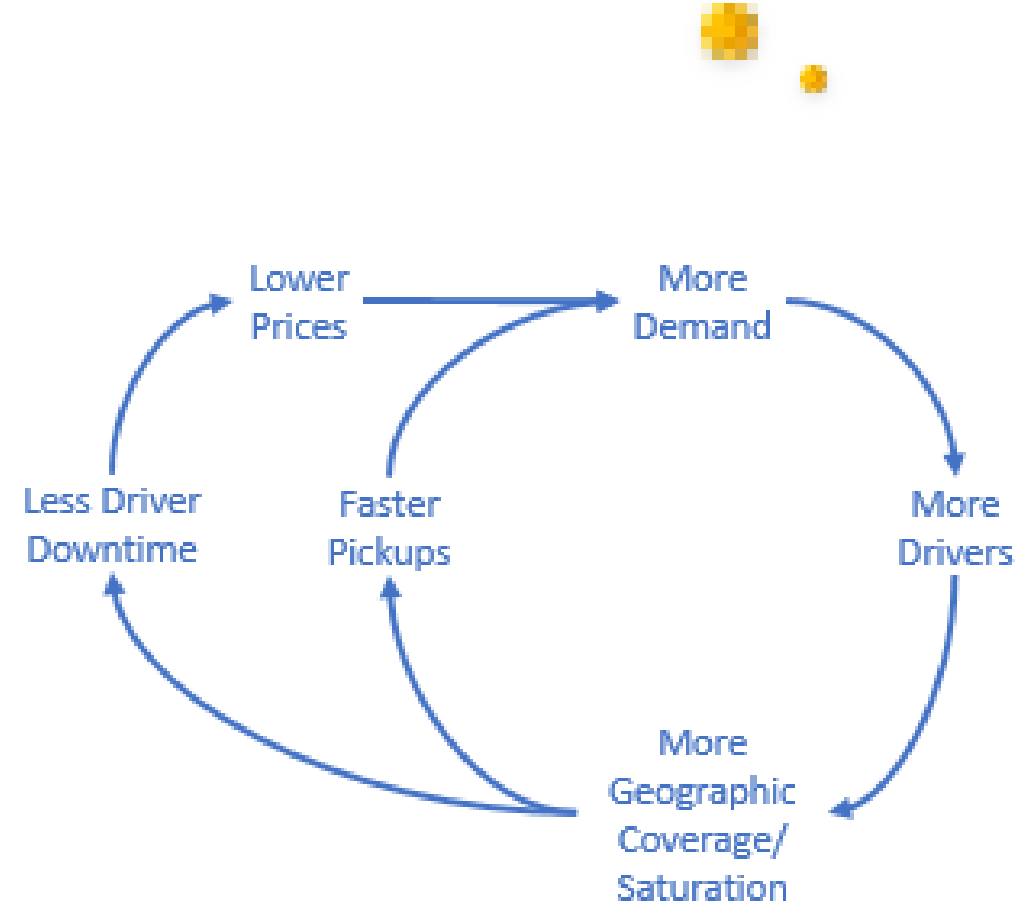 Lower
Prices
More
Demand
Less Driver
Downtime
Faster
Pickups
More
Drivers
More
Geographic
Coverage/
Saturation